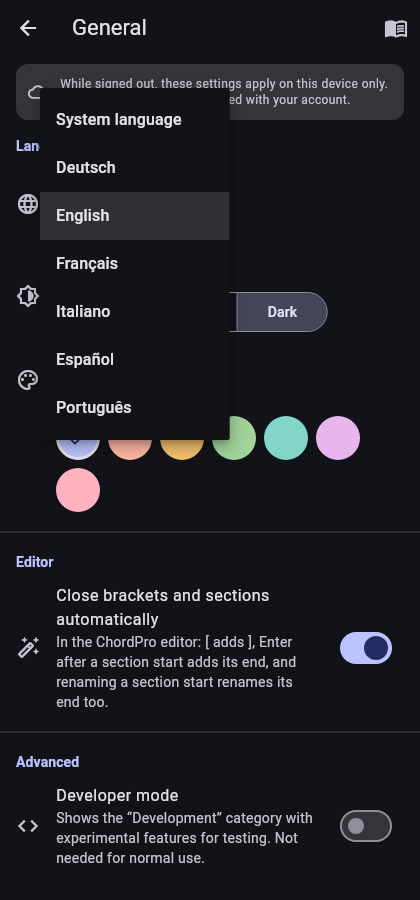 General
While signed out, these settings apply on this device only.
ed with your account.
Lan
System language
Deutsch
English
Français
Italiano
Español
Português
Dark
Editor
Close brackets and sections
automatically
In the ChordPro editor: [ adds ], Enter
after a section start adds its end, and
renaming a section start renames its
end too.
Advanced
Developer mode
Shows the “Development” category with
experimental features for testing. Not
needed for normal use.